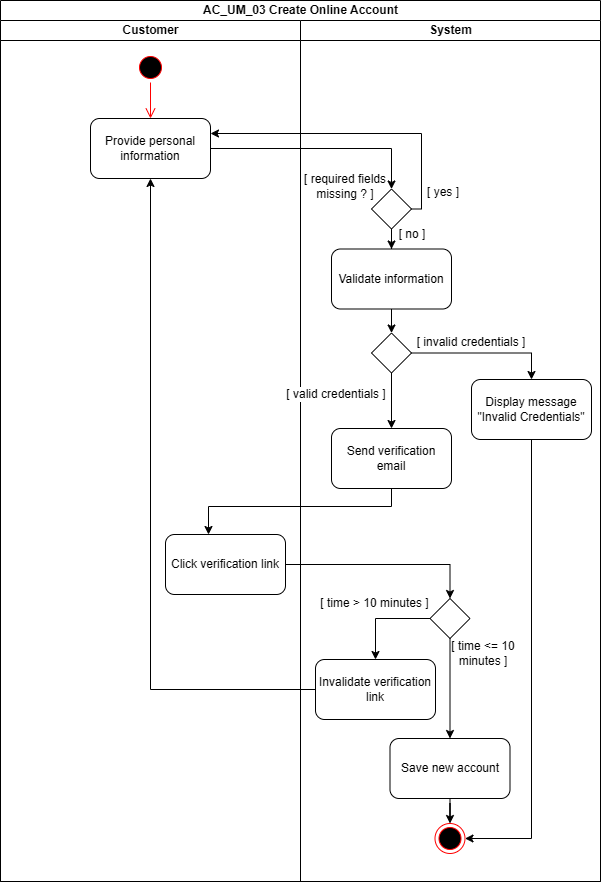 AC_UM_03 Create Online Account
Customer
System
Provide personal
information
[ required fields
missing ? ]
[ yes ]
[ no ]
Validate information
[ invalid credentials ]
[ valid credentials ]
Display message
"Invalid Credentials"
Send verification
email
Click verification link
[ time > 10 minutes ]
[ time <= 10
minutes ]
Invalidate verification
link
Save new account